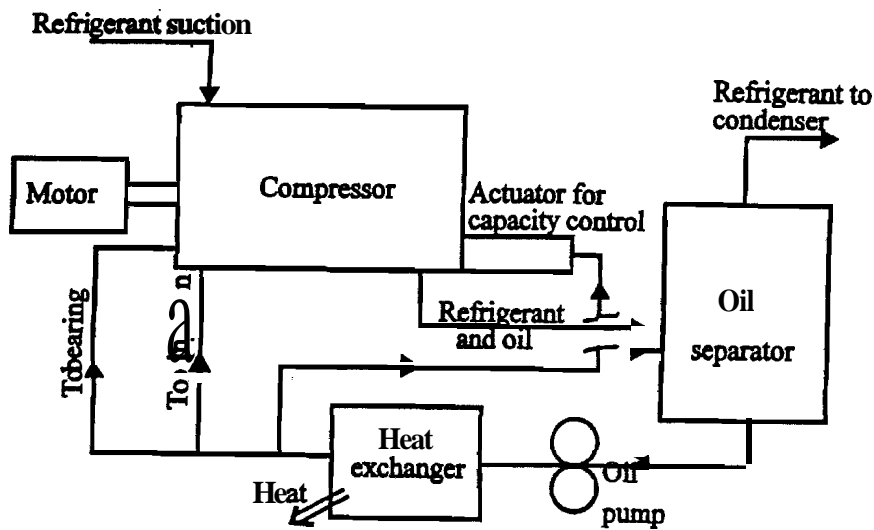 Refrigerant suction
Refrigerant to
condenser
Motor
Compressor
Actuator for
capacity control
Refrigerant
and oil
Oil
separator
Tobearing
To
Heat
exchanger
Heat
Oil
pump